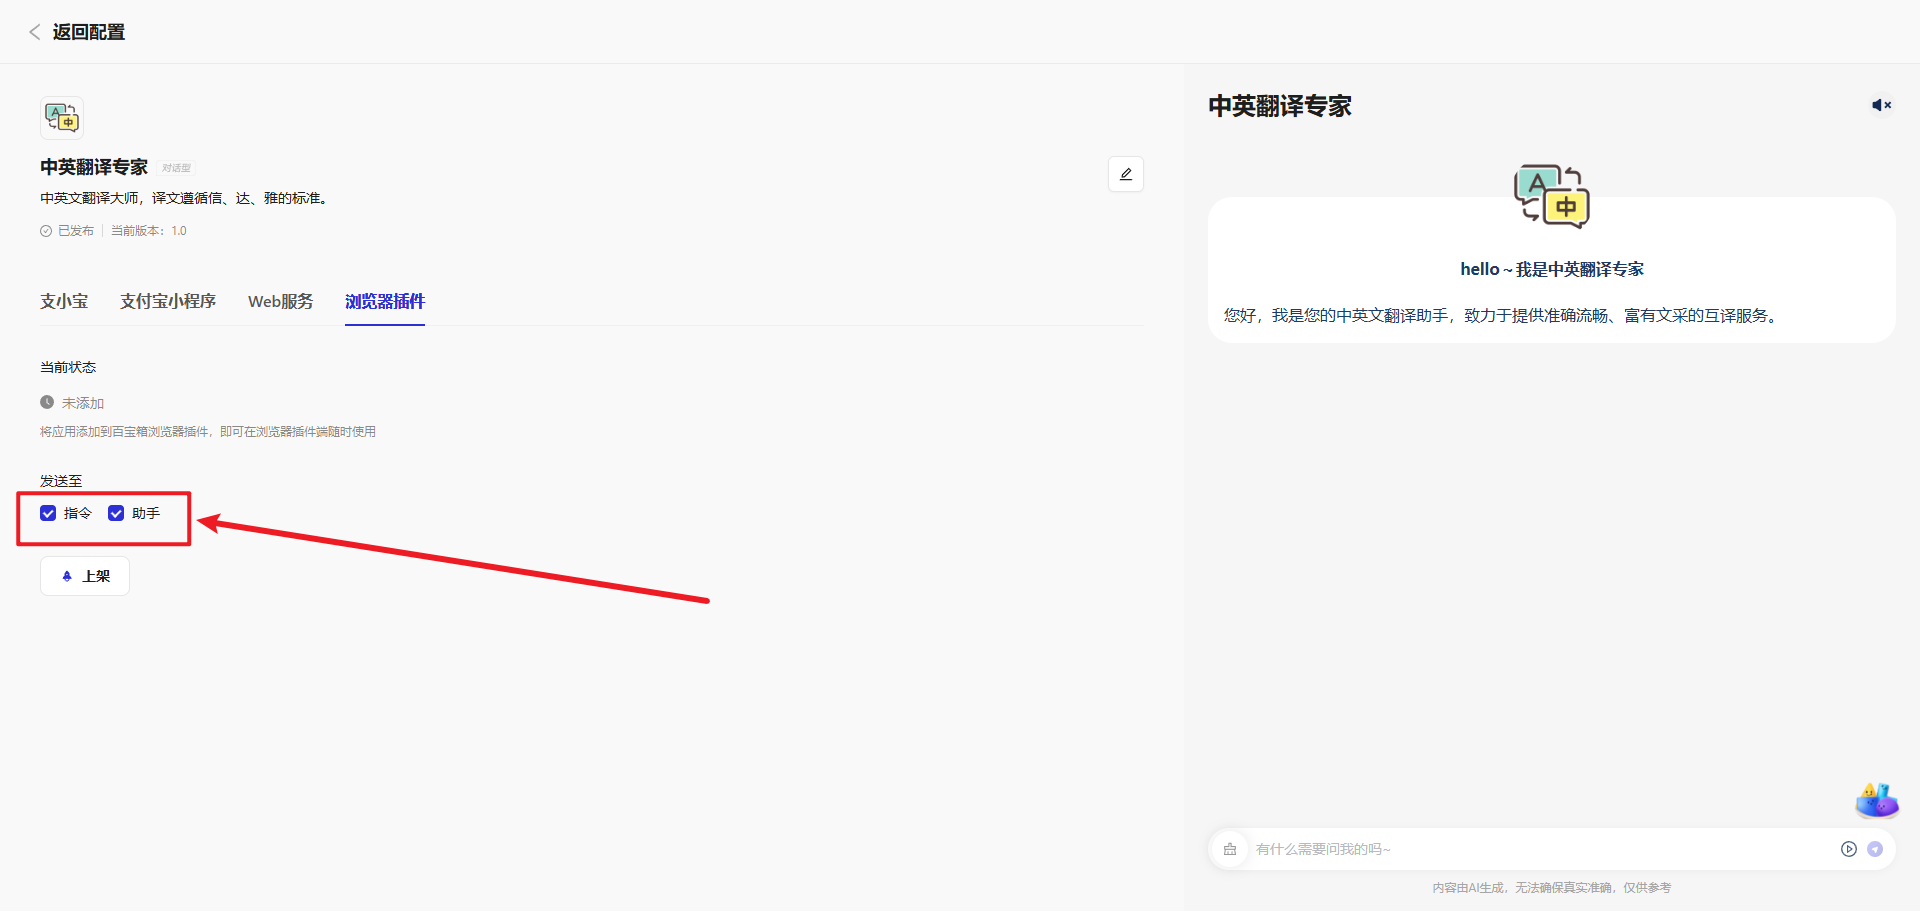 返回配置
中英翻译专家 对话型
中英文翻译大师，译文遵循信、达、雅的标准。
已发布 当前版本：1.0
支小宝 支付宝小程序 Web服务 浏览器插件
当前状态
未添加
将应用添加到百宝箱浏览器插件，即可在浏览器插件端随时使用
发送至
指令 助手
上架
中英翻译专家
A 中
hello~我是中英翻译专家
您好，我是您的中英文翻译助手，致力于提供准确流畅、富有文采的互译服务。
有什么需要问我的吗~
内容由AI生成，无法确保真实准确，仅供参考